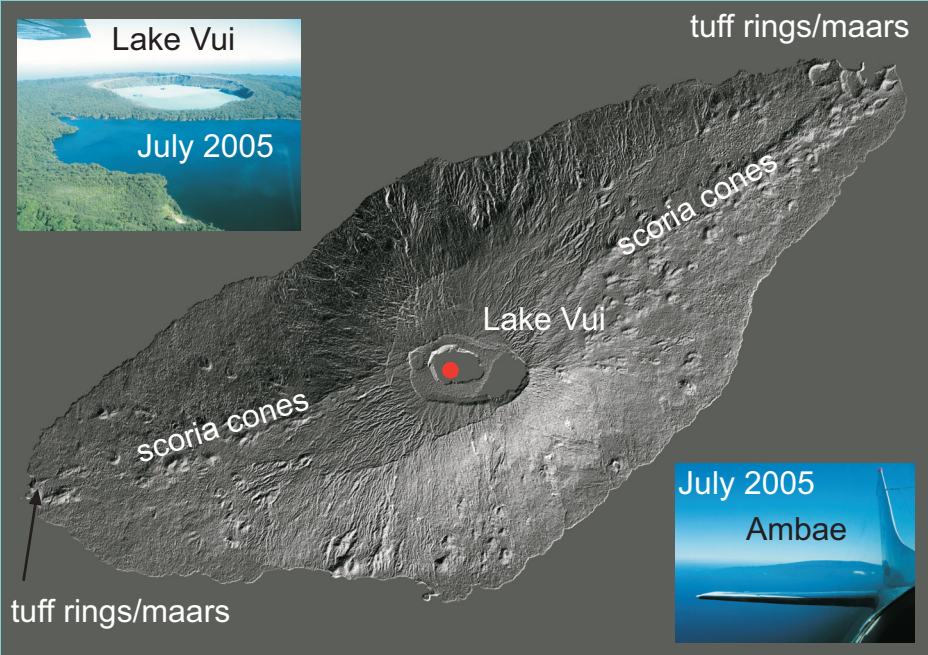 Lake Vui
July 2005
tuff rings/maars
scoria cones
Lake Vui
scoria cones
tuff rings/maars
July 2005
Ambae